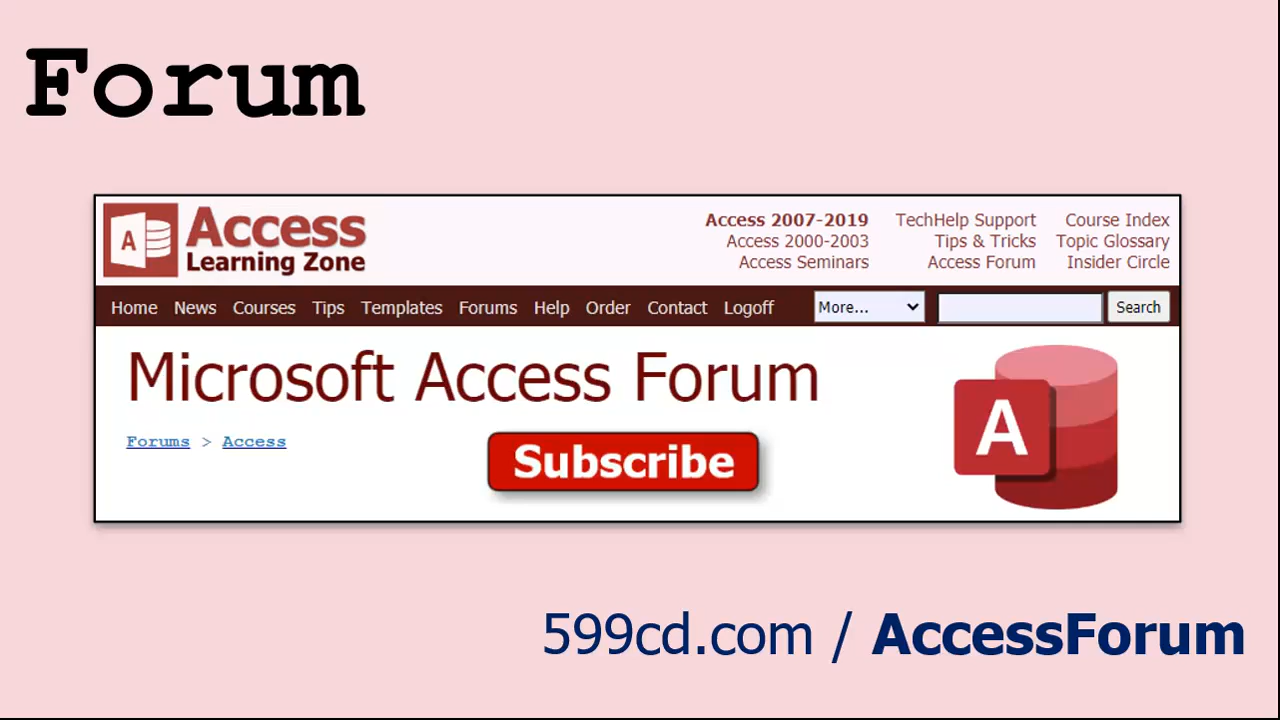 Forum
A
Access
Learning Zone
Access 2007-2019 TechHelp Support Course Index
Access 2000-2003 Tips & Tricks Topic Glossary
Access Seminars Access Forum Insider Circle
Home News Courses Tips Templates Forums Help Order Contact Logoff More... Search
Microsoft Access Forum
Forums > Access
Subscribe
A
599cd.com / AccessForum